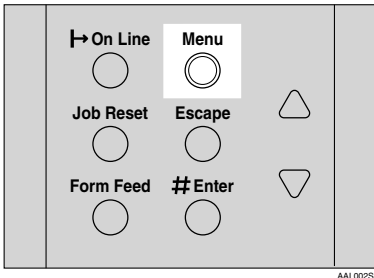 On Line Menu
Job Reset Escape
Form Feed # Enter
AAL002S